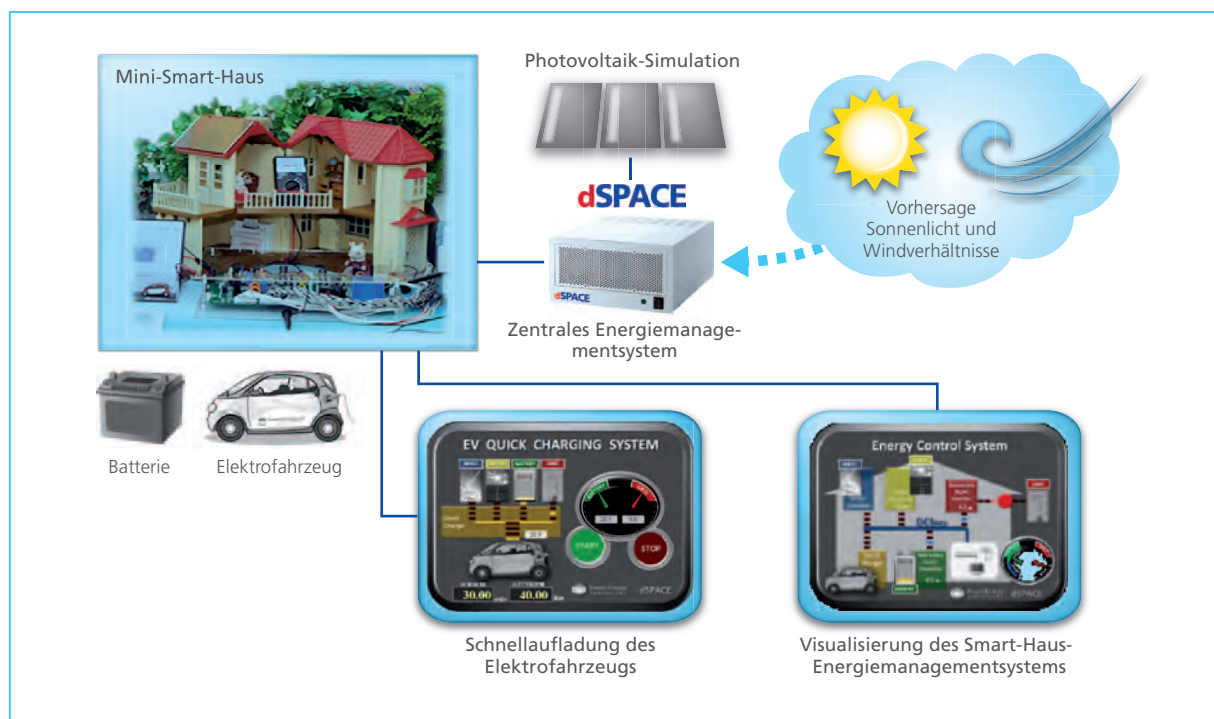 Mini-Smart-Haus
Photovoltaik-Simulation
dSPACE
dSPACE
Vorhersage
Sonnenlicht und
Windverhältnisse
Zentrales Energiemanage-
mentsystem
Batterie
Elektrofahrzeug
EV QUICK CHARGING SYSTEM
BATTERY
START
STOP
30.00
40.00
dSPACE
Schnellaufladung des
Elektrofahrzeugs
Energy Control System
DCbus
dSPACE
Visualisierung des Smart-Haus-
Energiemanagementsystems